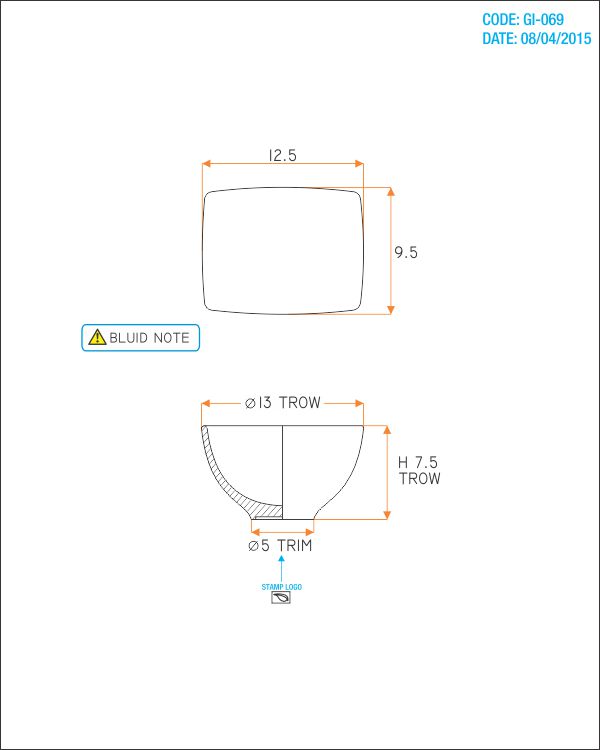 CODE: GI-069
DATE: 08/04/2015
12.5
9.5
BLUID NOTE
⌀13 TROW
H 7.5
TROW
⌀5 TRIM
STAMP LOGO